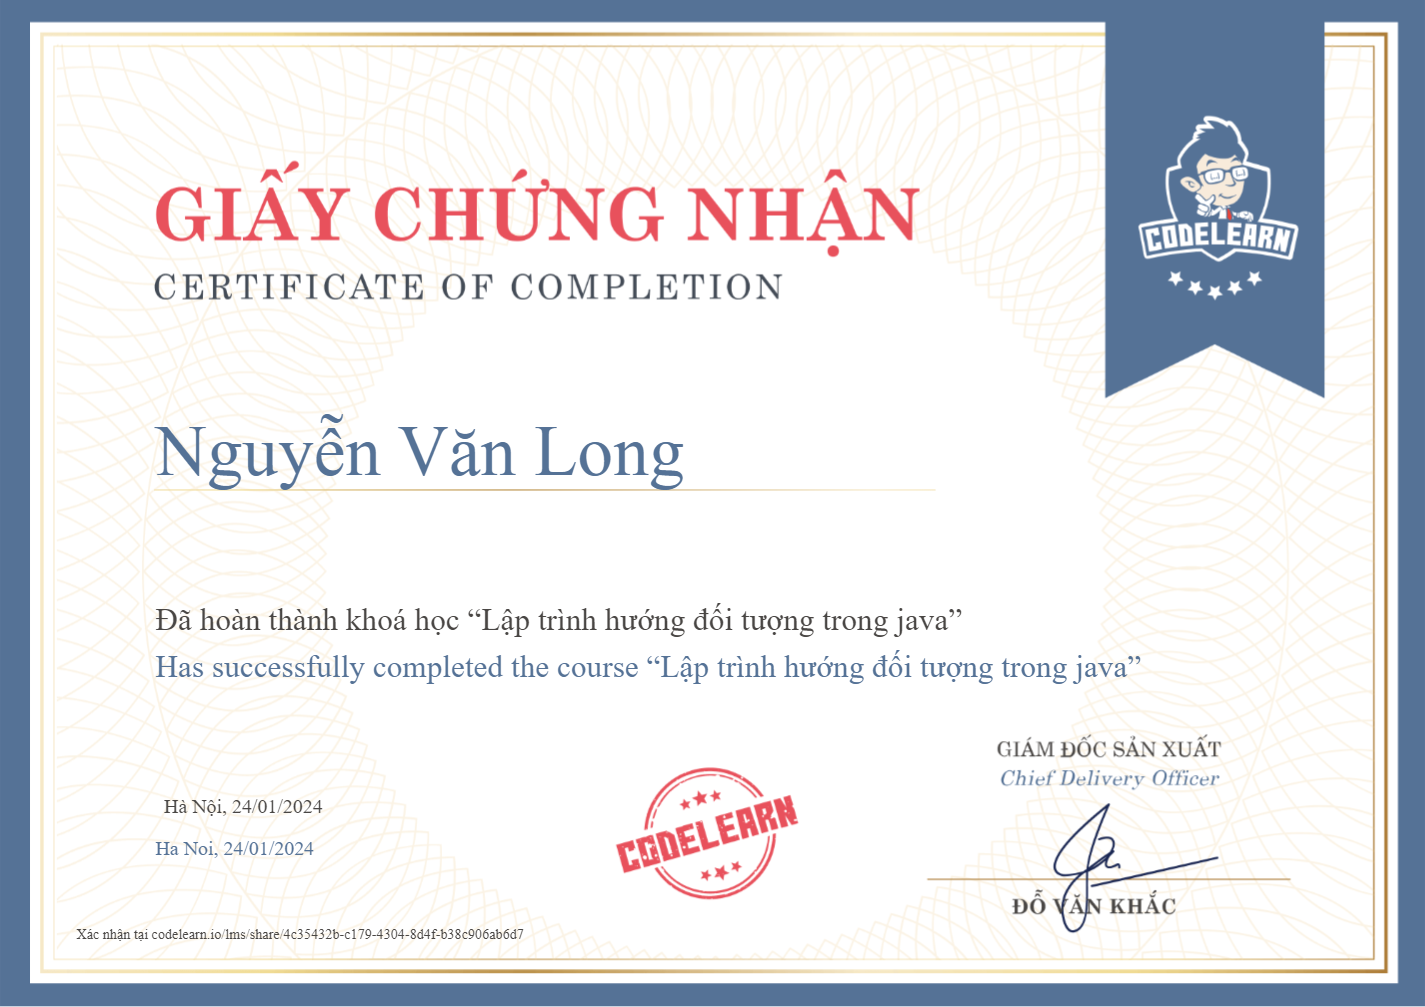 GIẤY CHỨNG NHẬN
CERTIFICATE OF COMPLETION
CODELEARN
Nguyễn Văn Long
Đã hoàn thành khoá học “Lập trình hướng đối tượng trong java”
Has successfully completed the course “Lập trình hướng đối tượng trong java”
GIÁM ĐỐC SẢN XUẤT
Chief Delivery Officer
Hà Nội, 24/01/2024
Ha Noi, 24/01/2024
CODELEARN
ĐỖ VĂN KHẮC
Xác nhận tại codelearn.io/lms/share/4c35432b-c179-4304-8d4f-b38c906ab6d7